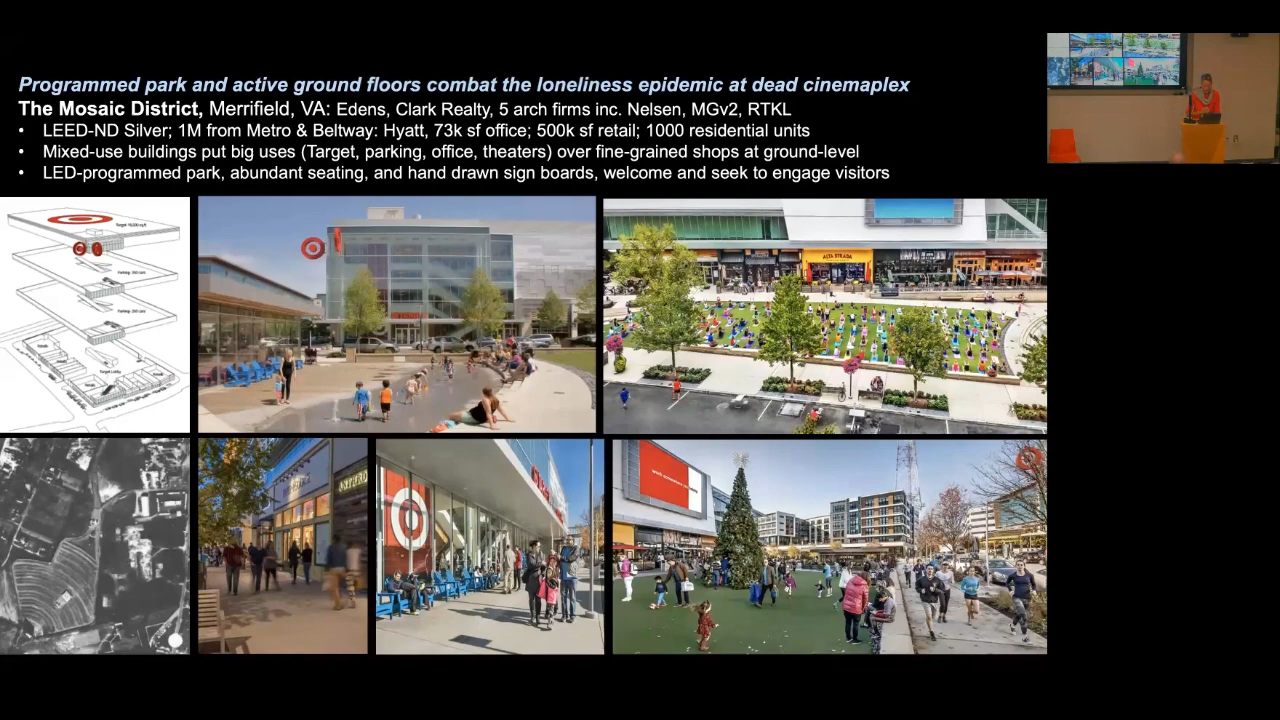 Programmed park and active ground floors combat the loneliness epidemic at dead cinemaplex
The Mosaic District, Merrifield, VA: Edens, Clark Realty, 5 arch firms inc. Nelsen, MGv2, RTKL
• LEED-ND Silver; 1M from Metro & Beltway: Hyatt, 73k sf office; 500k sf retail; 1000 residential units
• Mixed-use buildings put big uses (Target, parking, office, theaters) over fine-grained shops at ground-level
• LED-programmed park, abundant seating, and hand drawn sign boards, welcome and seek to engage visitors
ALTA STRADA
Target Lobby